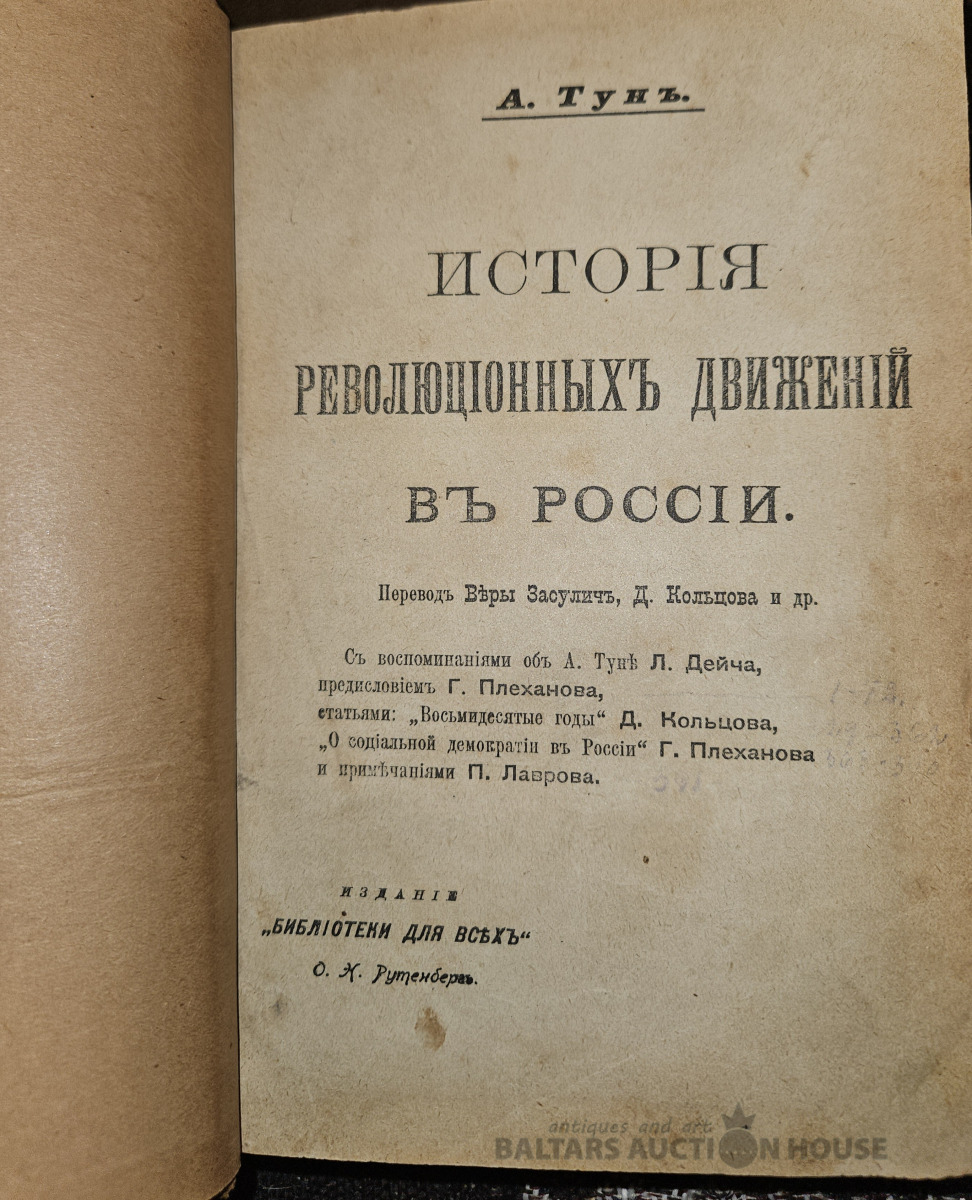 А. Тунъ.
ИСТОРІЯ
РЕВОЛЮЦІОННЫХЪ ДВИЖЕНІЙ
ВЪ РОССІИ.
Переводъ Вѣры Засуличъ, Д. Кольцова и др.
Съ воспоминаніями объ А. Тунѣ Л. Дейча,
предисловіемъ Г. Плеханова,
статьями: „Восьмидесятые годы“ Д. Кольцова,
„О соціальной демократіи въ Россіи“ Г. Плеханова
и примѣчаніями П. Лаврова.
ИЗДАНІЕ
„БИБЛІОТЕКИ ДЛЯ ВСѢХЪ“
О. Н. Рутенбергъ.
antiques and art
BALTARS AUCTION HOUSE